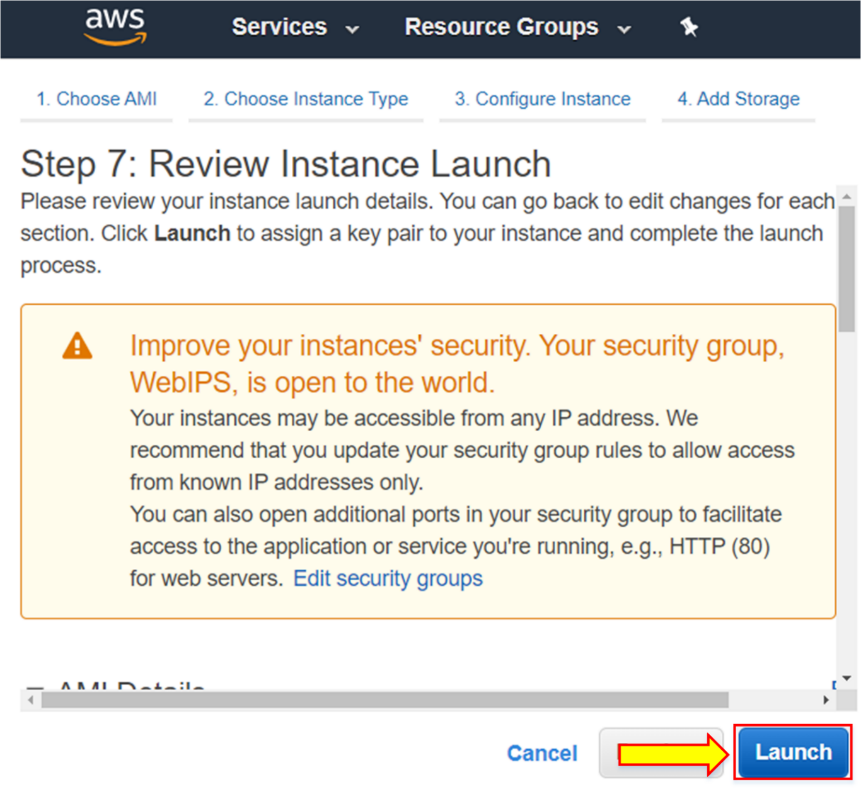 aws Services Resource Groups
1. Choose AMI 2. Choose Instance Type 3. Configure Instance 4. Add Storage
Step 7: Review Instance Launch
Please review your instance launch details. You can go back to edit changes for each
section. Click Launch to assign a key pair to your instance and complete the launch
process.
Improve your instances' security. Your security group,
WebIPS, is open to the world.
Your instances may be accessible from any IP address. We
recommend that you update your security group rules to allow access
from known IP addresses only.
You can also open additional ports in your security group to facilitate
access to the application or service you're running, e.g., HTTP (80)
for web servers. Edit security groups
AMI Details
Cancel Launch